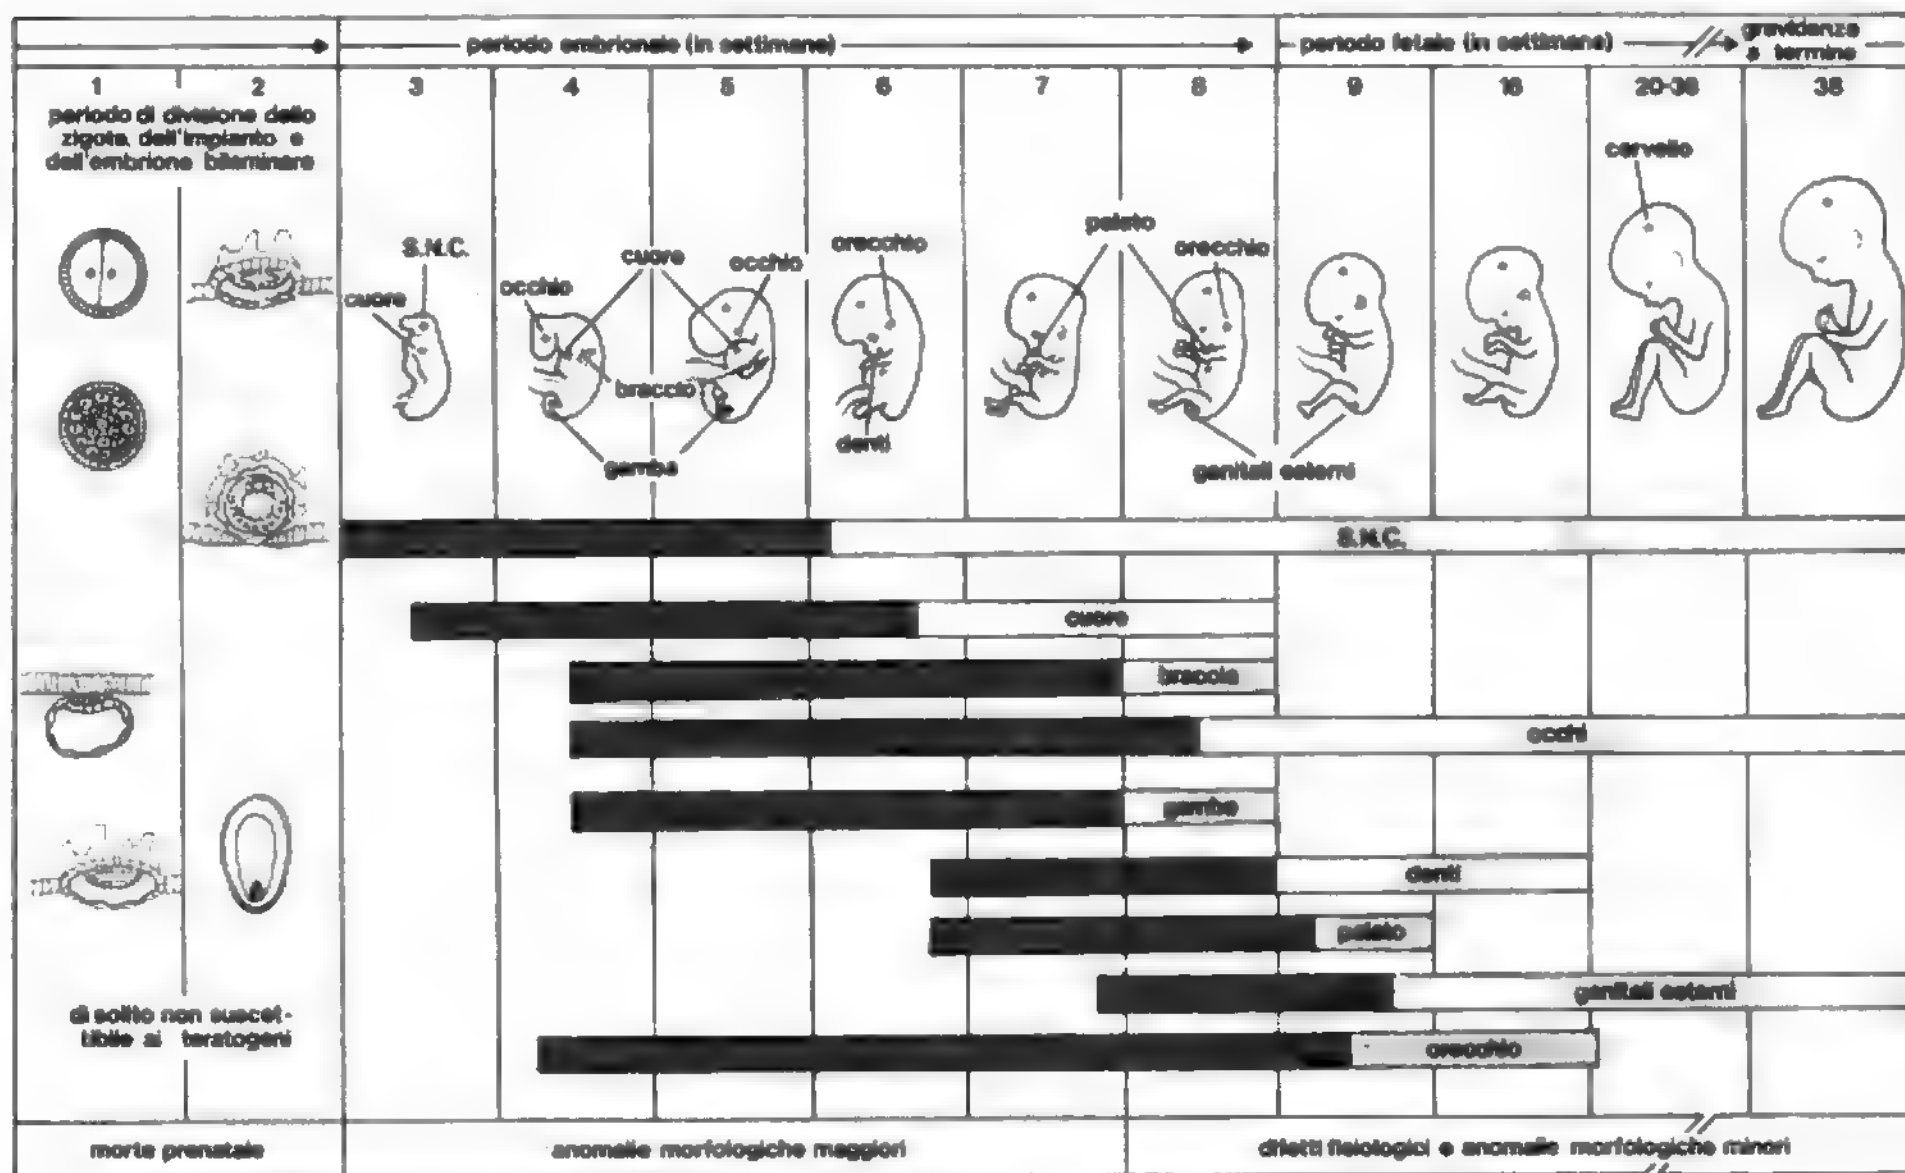 periodo embrionale (in settimane)
periodo fetale (in settimane)
gravidanza
a termine
1
2
3
4
5
6
7
8
9
16
20-38
38
periodo di divisione dello
zigote, dell'impianto e
dell'embrione bilaminare
cervello
S.N.C.
cuore
occhio
cuore
occhio
braccio
gamba
orecchio
denti
palato
orecchio
genitali esterni
S.N.C.
cuore
braccia
occhi
gambe
denti
palato
genitali esterni
orecchio
di solito non suscet-
tibile ai teratogeni
morte prenatale
anomalie morfologiche maggiori
difetti fisiologici e anomalie morfologiche minori